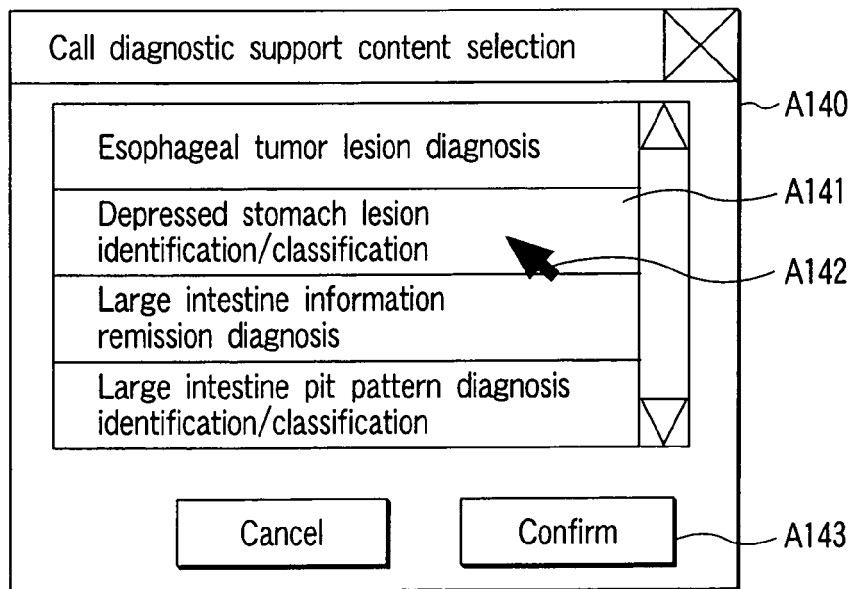 Call diagnostic support content selection
A140
Esophageal tumor lesion diagnosis
A141
Depressed stomach lesion
identification/classification
A142
Large intestine information
remission diagnosis
Large intestine pit pattern diagnosis
identification/classification
Cancel
Confirm
A143